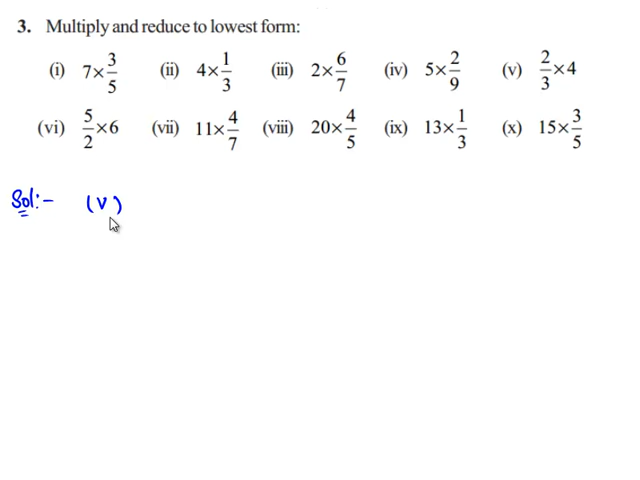 3. Multiply and reduce to lowest form:
(i) 7×3/5 (ii) 4×1/3 (iii) 2×6/7 (iv) 5×2/9 (v) 2/3×4
(vi) 5/2×6 (vii) 11×4/7 (viii) 20×4/5 (ix) 13×1/3 (x) 15×3/5
Sol:- (v)